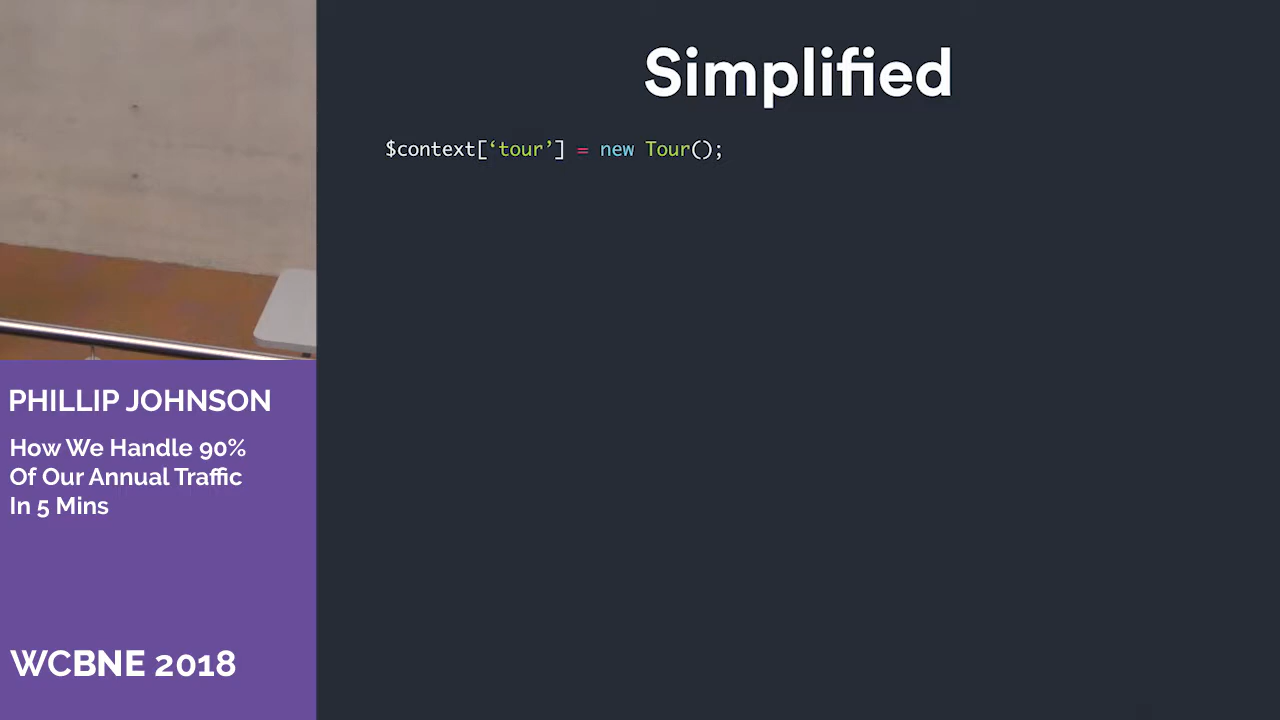 Simplified
$context[‘tour’] = new Tour();
PHILLIP JOHNSON
How We Handle 90%
Of Our Annual Traffic
In 5 Mins
WCBNE 2018